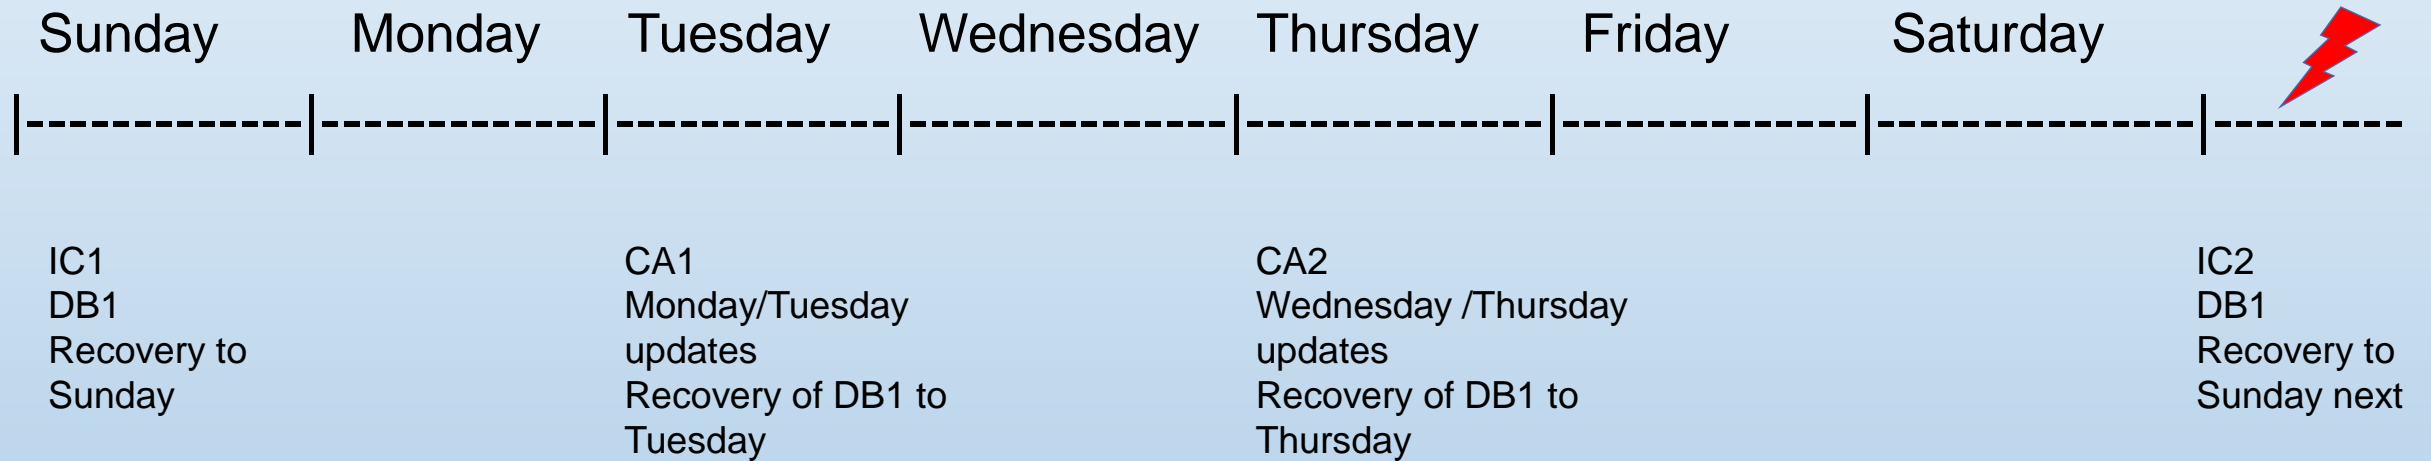 Sunday Monday Tuesday Wednesday Thursday Friday Saturday
IC1
DB1
Recovery to
Sunday
CA1
Monday/Tuesday
updates
Recovery of DB1 to
Tuesday
CA2
Wednesday /Thursday
updates
Recovery of DB1 to
Thursday
IC2
DB1
Recovery to
Sunday next